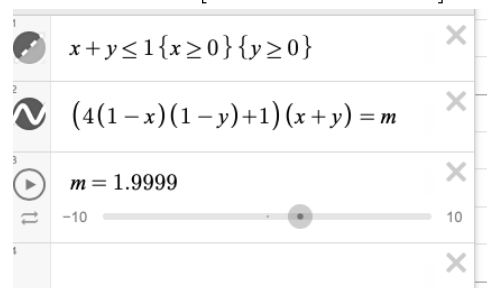 1
x + y ≤ 1 {x ≥ 0} {y ≥ 0}
2
(4(1 − x)(1 − y) + 1)(x + y) = m
3
m = 1.9999
−10 10
4